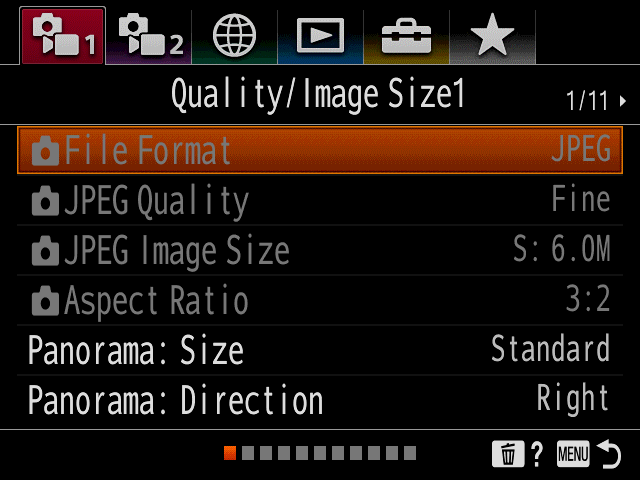 1 2
Quality/Image Size1
1/11
File Format JPEG
JPEG Quality Fine
JPEG Image Size S: 6.0M
Aspect Ratio 3:2
Panorama: Size Standard
Panorama: Direction Right
? MENU